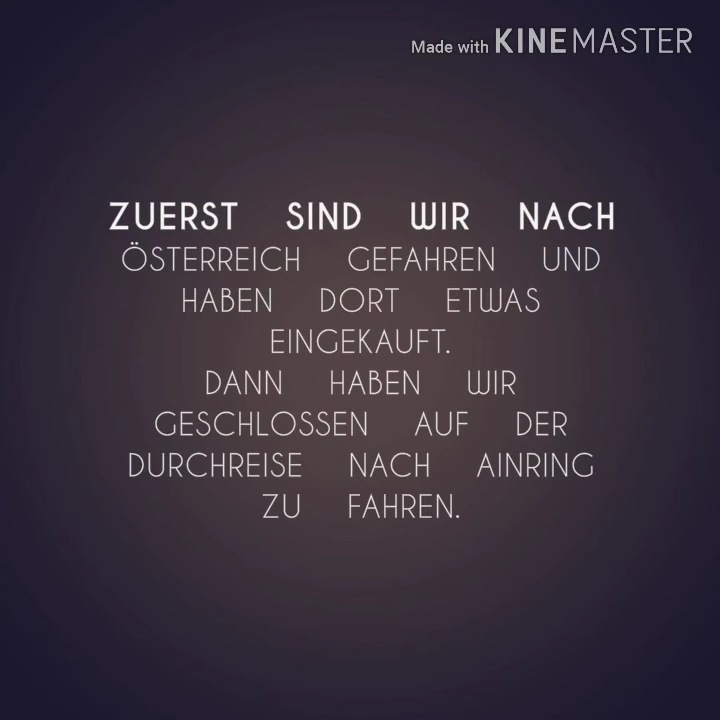 Made with KINEMASTER
ZUERST SIND WIR NACH
ÖSTERREICH GEFAHREN UND
HABEN DORT ETWAS
EINGEKAUFT.
DANN HABEN WIR
GESCHLOSSEN AUF DER
DURCHREISE NACH AINRING
ZU FAHREN.